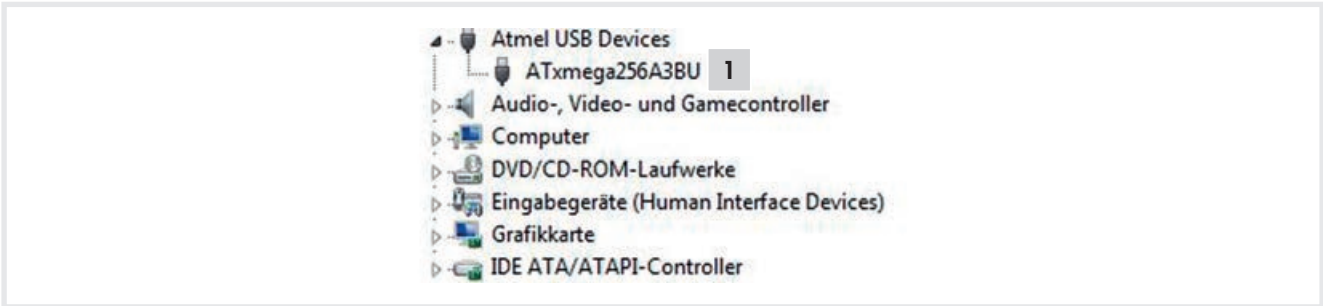 Atmel USB Devices
ATxmega256A3BU 1
Audio-, Video- und Gamecontroller
Computer
DVD/CD-ROM-Laufwerke
Eingabegeräte (Human Interface Devices)
Grafikkarte
IDE ATA/ATAPI-Controller